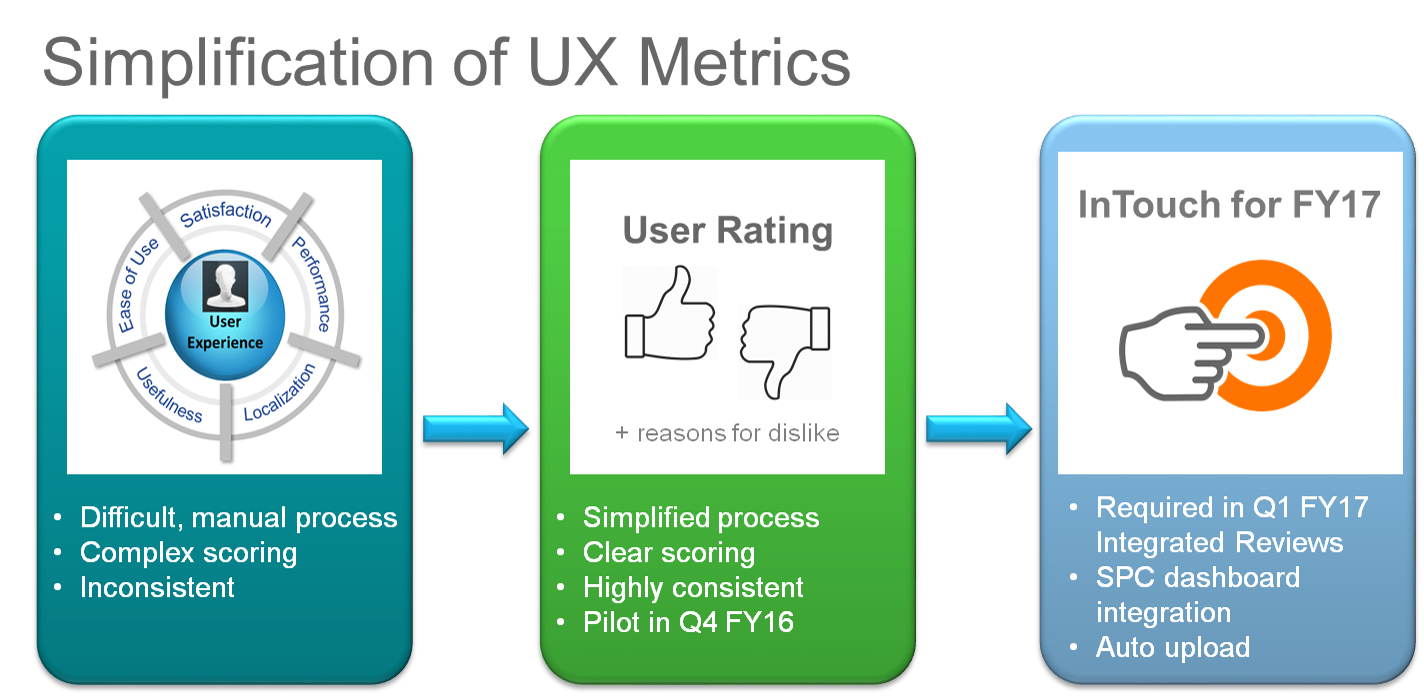 Simplification of UX Metrics
Satisfaction
Performance
Localization
Usefulness
Ease of Use
User
Experience
• Difficult, manual process
• Complex scoring
• Inconsistent
User Rating
+ reasons for dislike
• Simplified process
• Clear scoring
• Highly consistent
• Pilot in Q4 FY16
InTouch for FY17
• Required in Q1 FY17
Integrated Reviews
• SPC dashboard
integration
• Auto upload